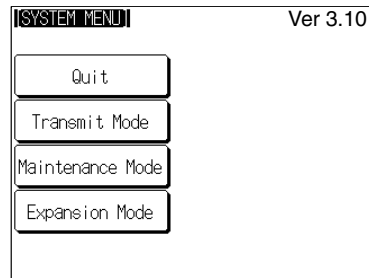 SYSTEM MENU
Ver 3.10
Quit
Transmit Mode
Maintenance Mode
Expansion Mode